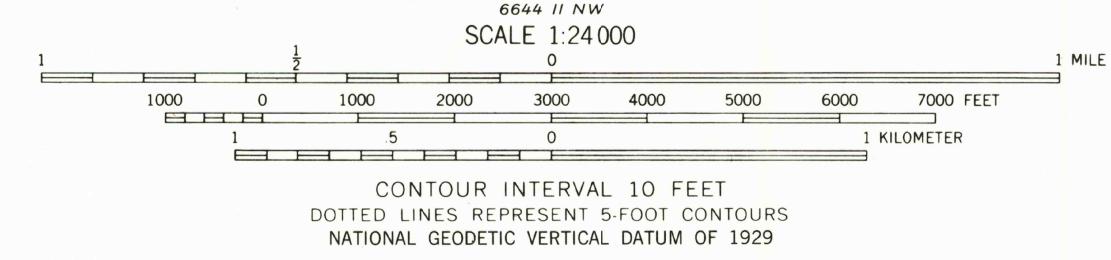 6644 II NW
SCALE 1:24 000
1 1/2 0 1 MILE
1000 0 1000 2000 3000 4000 5000 6000 7000 FEET
1 .5 0 1 KILOMETER
CONTOUR INTERVAL 10 FEET
DOTTED LINES REPRESENT 5-FOOT CONTOURS
NATIONAL GEODETIC VERTICAL DATUM OF 1929